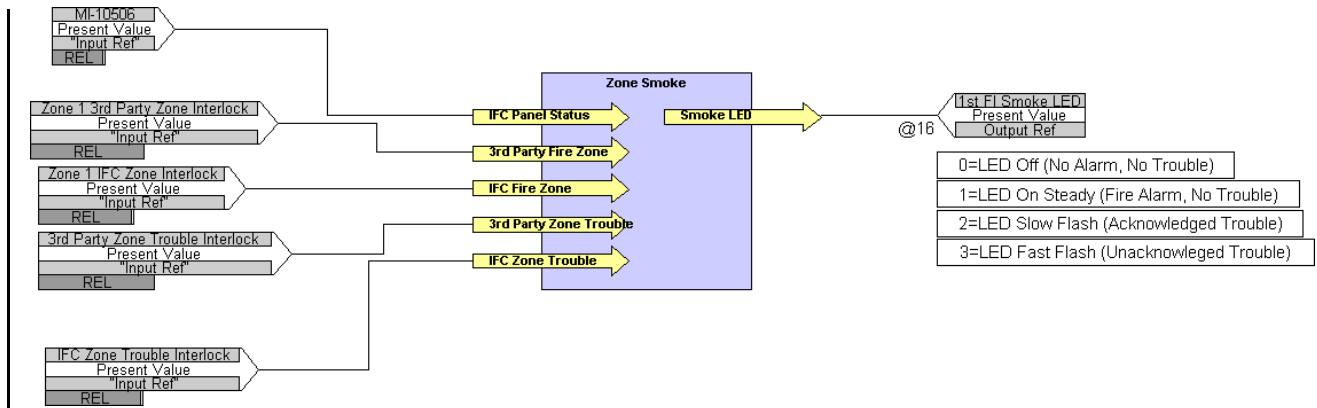 MI-10506
Present Value
"Input Ref"
REL
Zone 1 3rd Party Zone Interlock
Present Value
"Input Ref"
REL
Zone 1 IFC Zone Interlock
Present Value
"Input Ref"
REL
3rd Party Zone Trouble Interlock
Present Value
"Input Ref"
REL
IFC Zone Trouble Interlock
Present Value
"Input Ref"
REL
Zone Smoke
IFC Panel Status
3rd Party Fire Zone
IFC Fire Zone
3rd Party Zone Trouble
IFC Zone Trouble
Smoke LED
@16
1st Fl Smoke LED
Present Value
Output Ref
0=LED Off (No Alarm, No Trouble)
1=LED On Steady (Fire Alarm, No Trouble)
2=LED Slow Flash (Acknowledged Trouble)
3=LED Fast Flash (Unacknowleged Trouble)